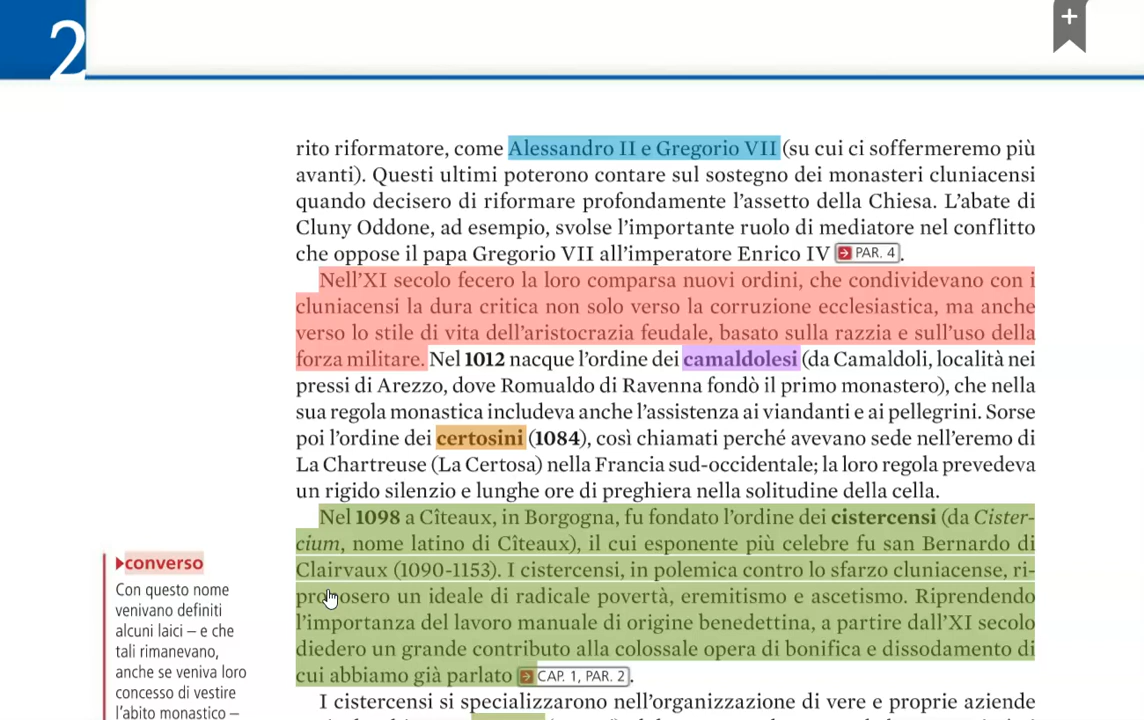 2
rito riformatore, come Alessandro II e Gregorio VII (su cui ci soffermeremo più
avanti). Questi ultimi poterono contare sul sostegno dei monasteri cluniacensi
quando decisero di riformare profondamente l’assetto della Chiesa. L’abate di
Cluny Oddone, ad esempio, svolse l’importante ruolo di mediatore nel conflitto
che oppose il papa Gregorio VII all’imperatore Enrico IV PAR. 4.
Nell’XI secolo fecero la loro comparsa nuovi ordini, che condividevano con i
cluniacensi la dura critica non solo verso la corruzione ecclesiastica, ma anche
verso lo stile di vita dell’aristocrazia feudale, basato sulla razzia e sull’uso della
forza militare. Nel 1012 nacque l’ordine dei camaldolesi (da Camaldoli, località nei
pressi di Arezzo, dove Romualdo di Ravenna fondò il primo monastero), che nella
sua regola monastica includeva anche l’assistenza ai viandanti e ai pellegrini. Sorse
poi l’ordine dei certosini (1084), così chiamati perché avevano sede nell’eremo di
La Chartreuse (La Certosa) nella Francia sud-occidentale; la loro regola prevedeva
un rigido silenzio e lunghe ore di preghiera nella solitudine della cella.
Nel 1098 a Cîteaux, in Borgogna, fu fondato l’ordine dei cistercensi (da Cister-
cium, nome latino di Cîteaux), il cui esponente più celebre fu san Bernardo di
Clairvaux (1090-1153). I cistercensi, in polemica contro lo sfarzo cluniacense, ri-
proposero un ideale di radicale povertà, eremitismo e ascetismo. Riprendendo
l’importanza del lavoro manuale di origine benedettina, a partire dall’XI secolo
diedero un grande contributo alla colossale opera di bonifica e dissodamento di
cui abbiamo già parlato CAP. 1, PAR. 2.
I cistercensi si specializzarono nell’organizzazione di vere e proprie aziende
converso
Con questo nome
venivano definiti
alcuni laici – e che
tali rimanevano,
anche se veniva loro
concesso di vestire
l’abito monastico –